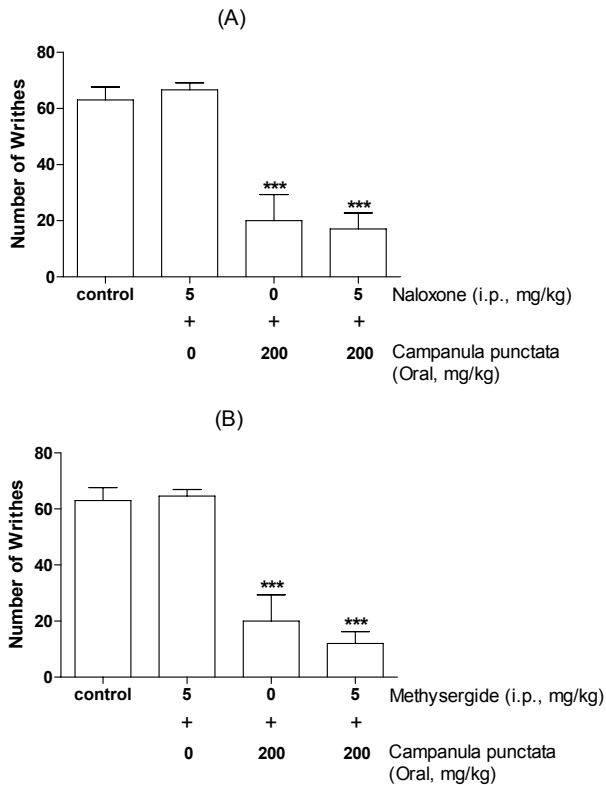 (A)
80
60
40
20
0
Number of Writhes
***
***
control 5 0 5 Naloxone (i.p., mg/kg)
+ + +
0 200 200 Campanula punctata
(Oral, mg/kg)
(B)
80
60
40
20
0
Number of Writhes
***
***
control 5 0 5 Methysergide (i.p., mg/kg)
+ + +
0 200 200 Campanula punctata
(Oral, mg/kg)